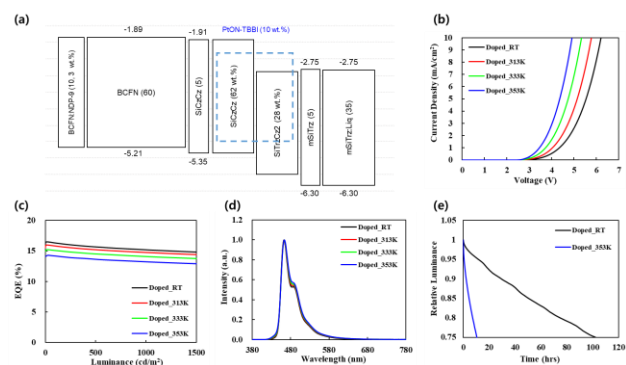 (a)
-1.89
-1.91
PtON-TBBI (10 wt.%)
-2.75
-2.75
BCFN:NDP-9 (10, 3 wt.%)
BCFN (60)
SiCzCz (5)
SiCzCz (62 wt.%)
SiTrzCz2 (28 wt.%)
mSiTrz (5)
mSiTrz:Liq (35)
-5.21
-5.35
-6.30
-6.30
(b)
Current Density (mA/cm²)
10
9
8
7
6
5
4
3
2
1
0
Doped_RT
Doped_313K
Doped_333K
Doped_353K
0 1 2 3 4 5 6 7
Voltage (V)
(c)
EQE (%)
20
15
10
5
0
Doped_RT
Doped_313K
Doped_333K
Doped_353K
0 500 1000 1500
Luminance (cd/m²)
(d)
Intensity (a.u.)
1.2
1.0
0.8
0.6
0.4
0.2
0.0
Doped_RT
Doped_313K
Doped_333K
Doped_353K
380 480 580 680 780
Wavelength (nm)
(e)
Relative Luminance
1.05
1
0.95
0.9
0.85
0.8
0.75
Doped_RT
Doped_353K
0 20 40 60 80 100 120
Time (hrs)